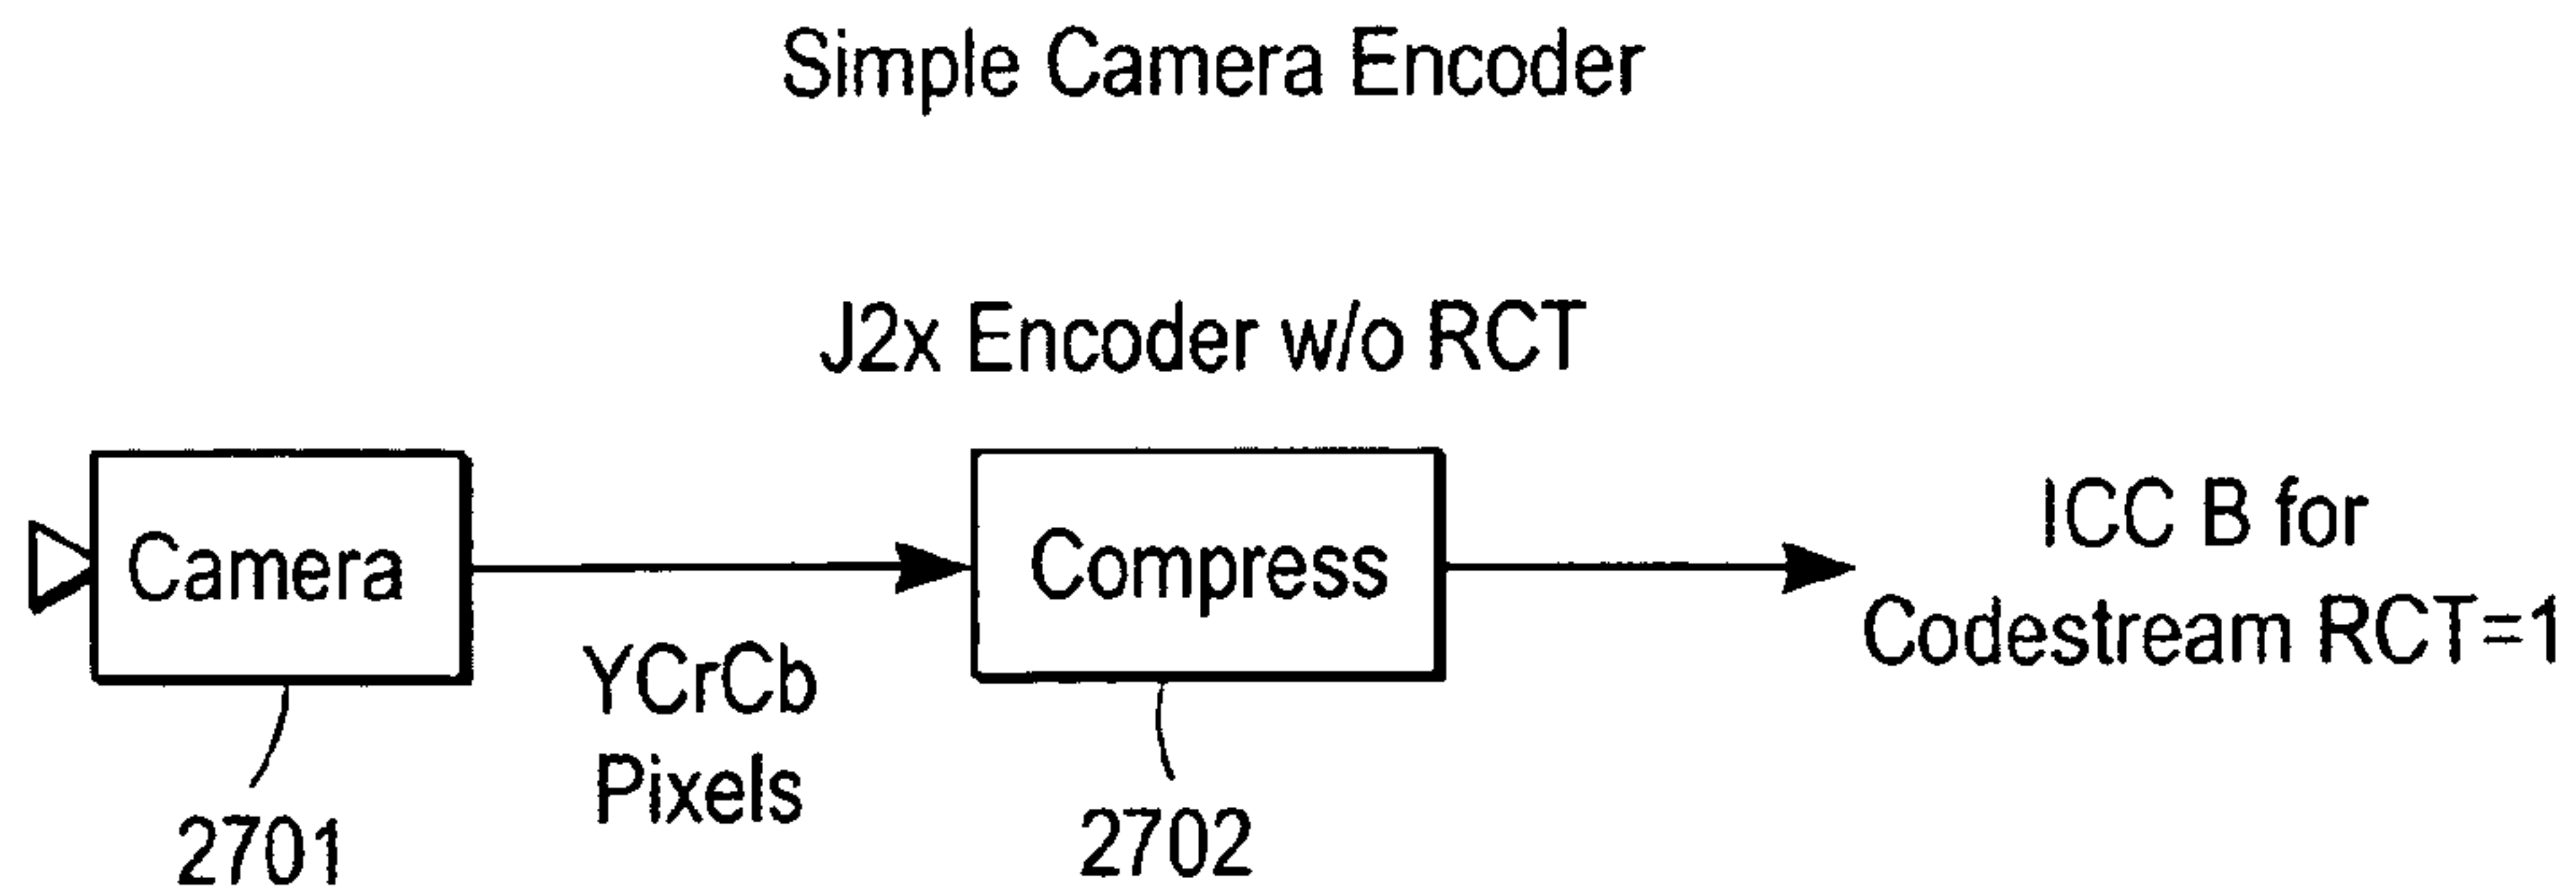 Simple Camera Encoder
J2x Encoder w/o RCT
Camera
Compress
ICC B for
Codestream RCT=1
YCrCb
Pixels
2701
2702